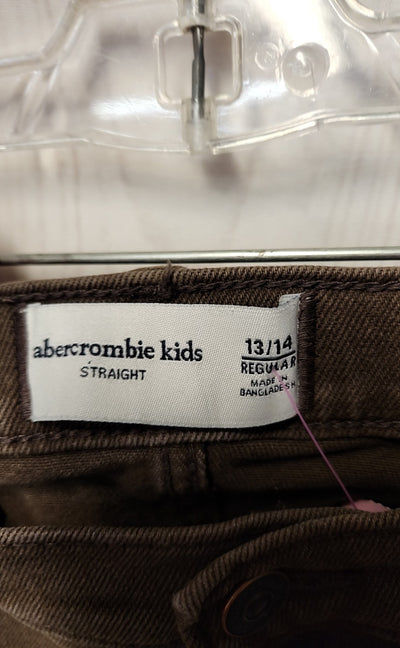 abercrombie kids
STRAIGHT
13/14
REGULAR
MADE IN
BANGLADESH